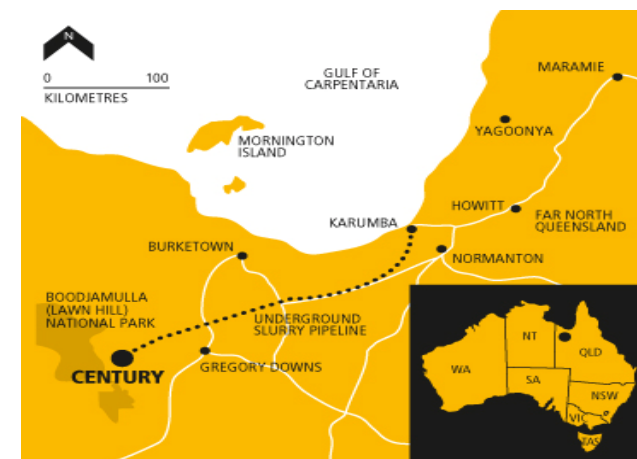 N
0 100
KILOMETRES
GULF OF
CARPENTARIA
MARAMIE
YAGOONYA
MORNINGTON
ISLAND
HOWITT
FAR NORTH
QUEENSLAND
KARUMBA
BURKETOWN
NORMANTON
BOODJAMULLA
(LAWN HILL)
NATIONAL PARK
UNDERGROUND
SLURRY PIPELINE
GREGORY DOWNS
CENTURY
NT
QLD
WA
SA
NSW
VIC
TAS